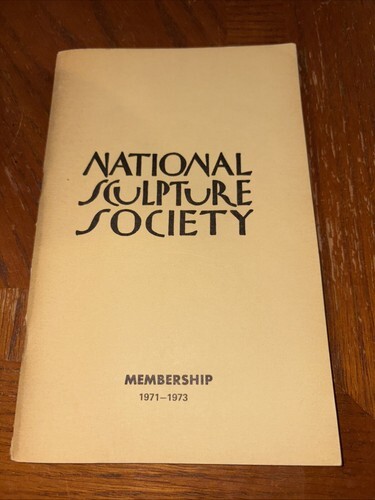 NATIONAL
SCULPTURE
SOCIETY
MEMBERSHIP
1971–1973